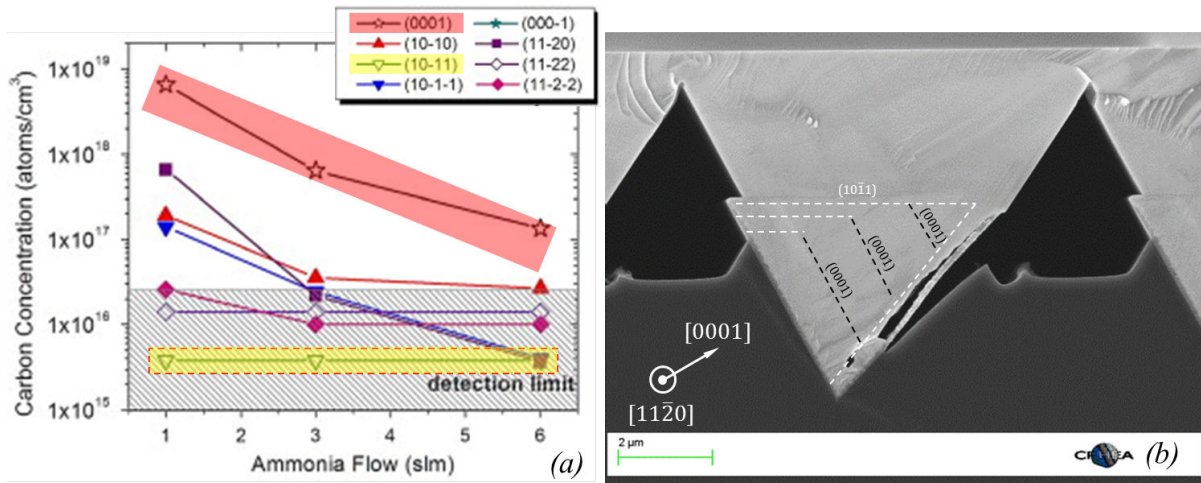 (0001)
(000-1)
(10-10)
(11-20)
(10-11)
(11-22)
(10-1-1)
(11-2-2)
1x10¹⁹
1x10¹⁸
1x10¹⁷
1x10¹⁶
1x10¹⁵
Carbon Concentration (atoms/cm³)
detection limit
1 2 3 4 5 6
Ammonia Flow (slm)
(a)
(101̅1)
(0001)
(0001)
(0001)
[0001]
[112̅0]
2 µm
(b)